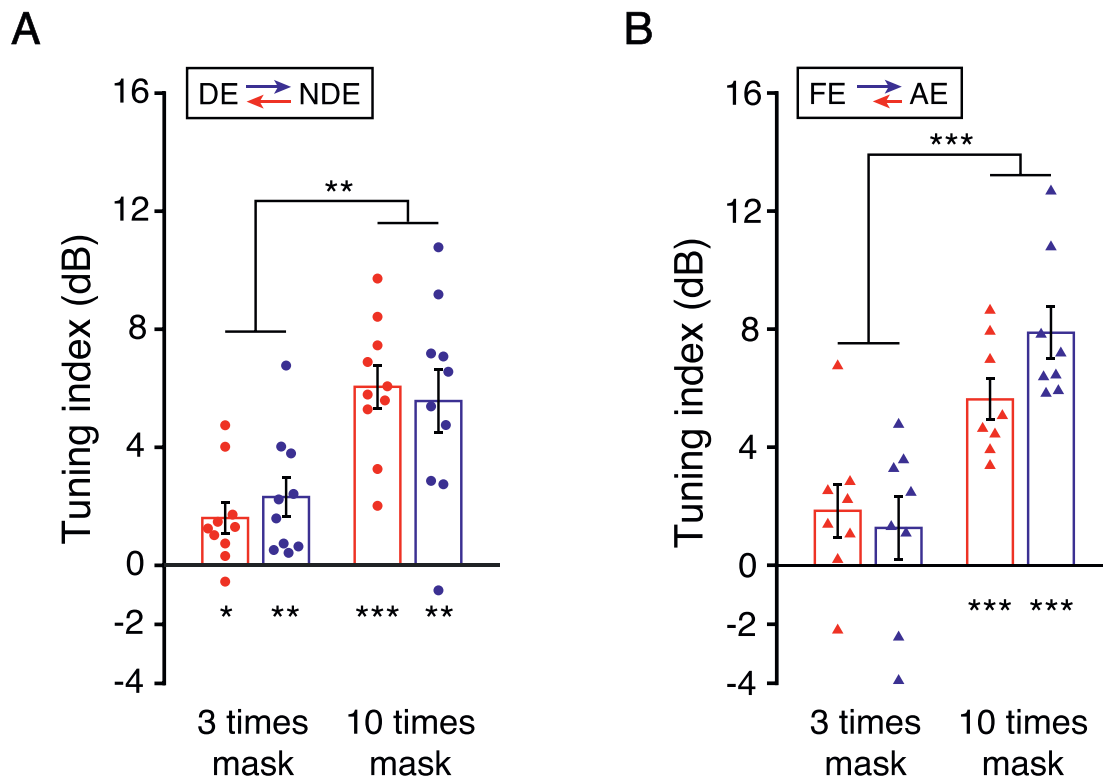 A
DE NDE
Tuning index (dB)
16
12
8
4
0
-2
-4
**
* ** *** **
3 times mask
10 times mask
B
FE AE
Tuning index (dB)
16
12
8
4
0
-2
-4
***
*** ***
3 times mask
10 times mask